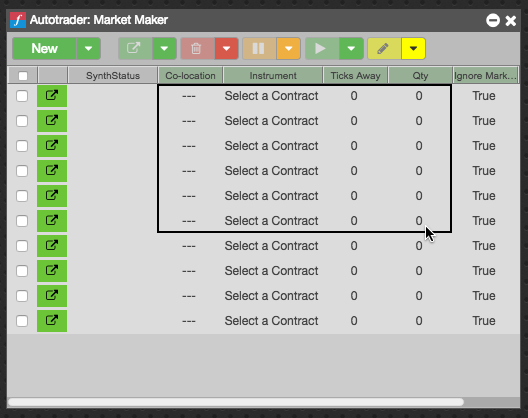 Autotrader: Market Maker
New
SynthStatus Co-location Instrument Ticks Away Qty Ignore Mark...
--- Select a Contract 0 0 True
--- Select a Contract 0 0 True
--- Select a Contract 0 0 True
--- Select a Contract 0 0 True
--- Select a Contract 0 0 True
--- Select a Contract 0 0 True
--- Select a Contract 0 0 True
--- Select a Contract 0 0 True
--- Select a Contract 0 0 True
--- Select a Contract 0 0 True